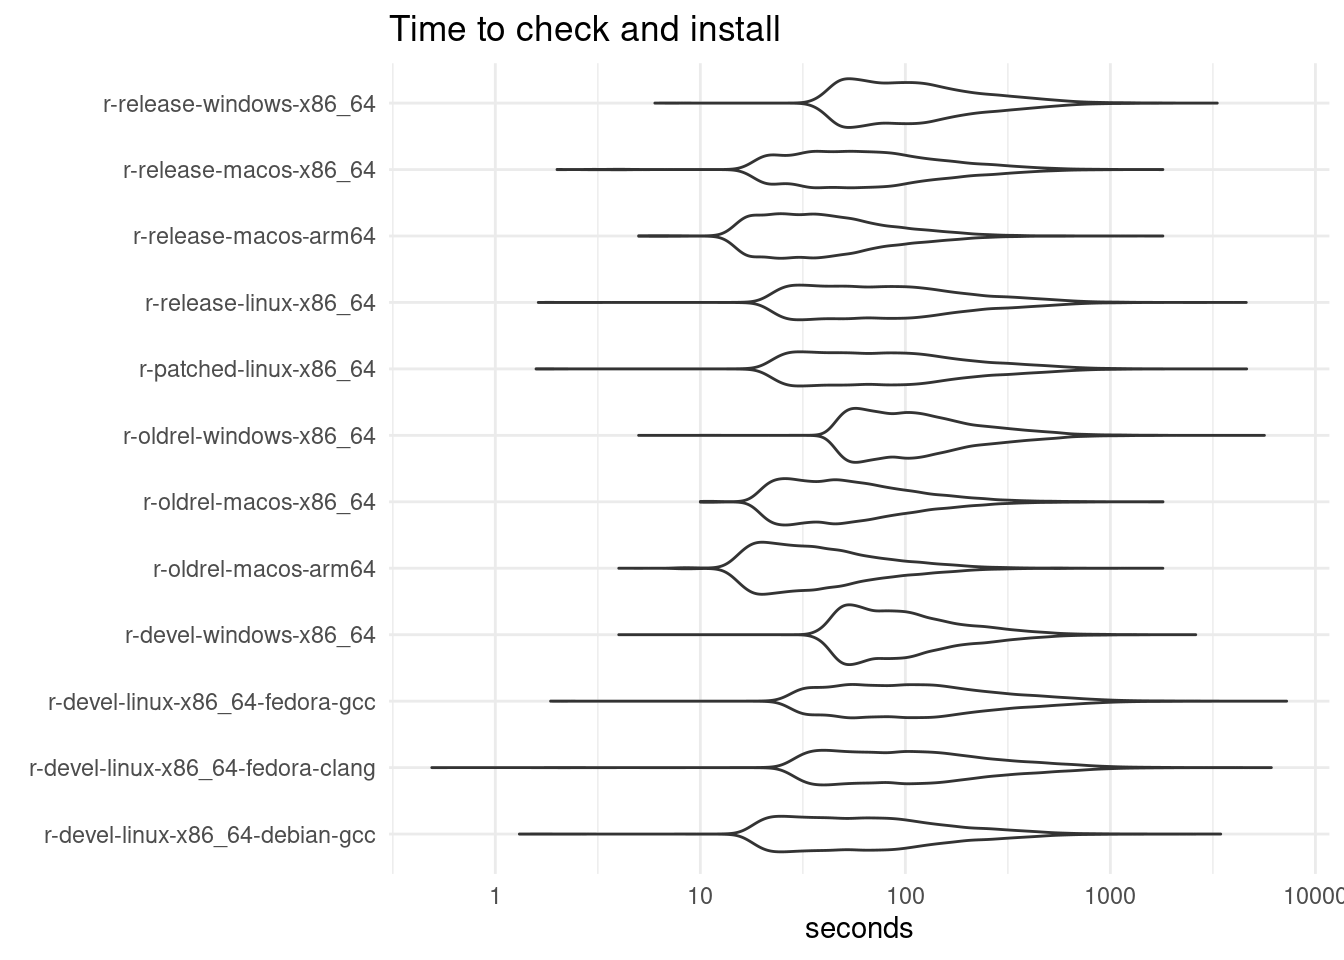 Time to check and install
r-release-windows-x86_64
r-release-macos-x86_64
r-release-macos-arm64
r-release-linux-x86_64
r-patched-linux-x86_64
r-oldrel-windows-x86_64
r-oldrel-macos-x86_64
r-oldrel-macos-arm64
r-devel-windows-x86_64
r-devel-linux-x86_64-fedora-gcc
r-devel-linux-x86_64-fedora-clang
r-devel-linux-x86_64-debian-gcc
1 10 100 1000 10000
seconds